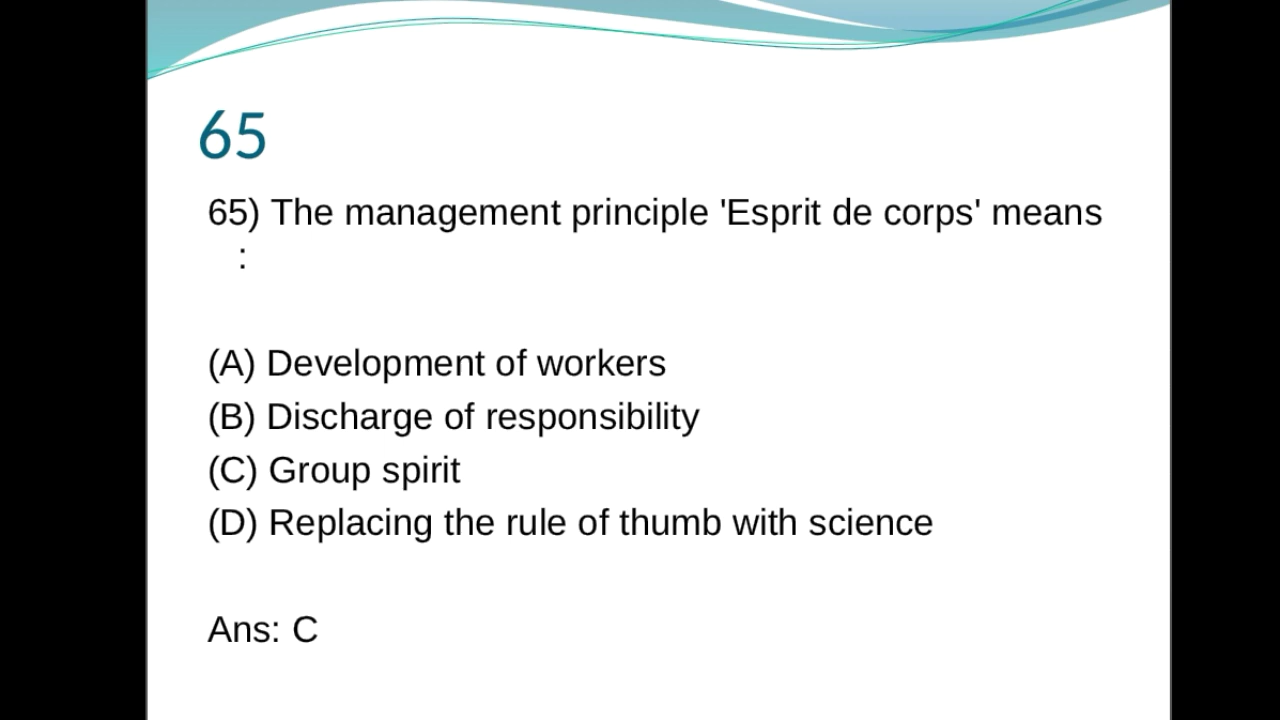 65
65) The management principle 'Esprit de corps' means
:
(A) Development of workers
(B) Discharge of responsibility
(C) Group spirit
(D) Replacing the rule of thumb with science
Ans: C